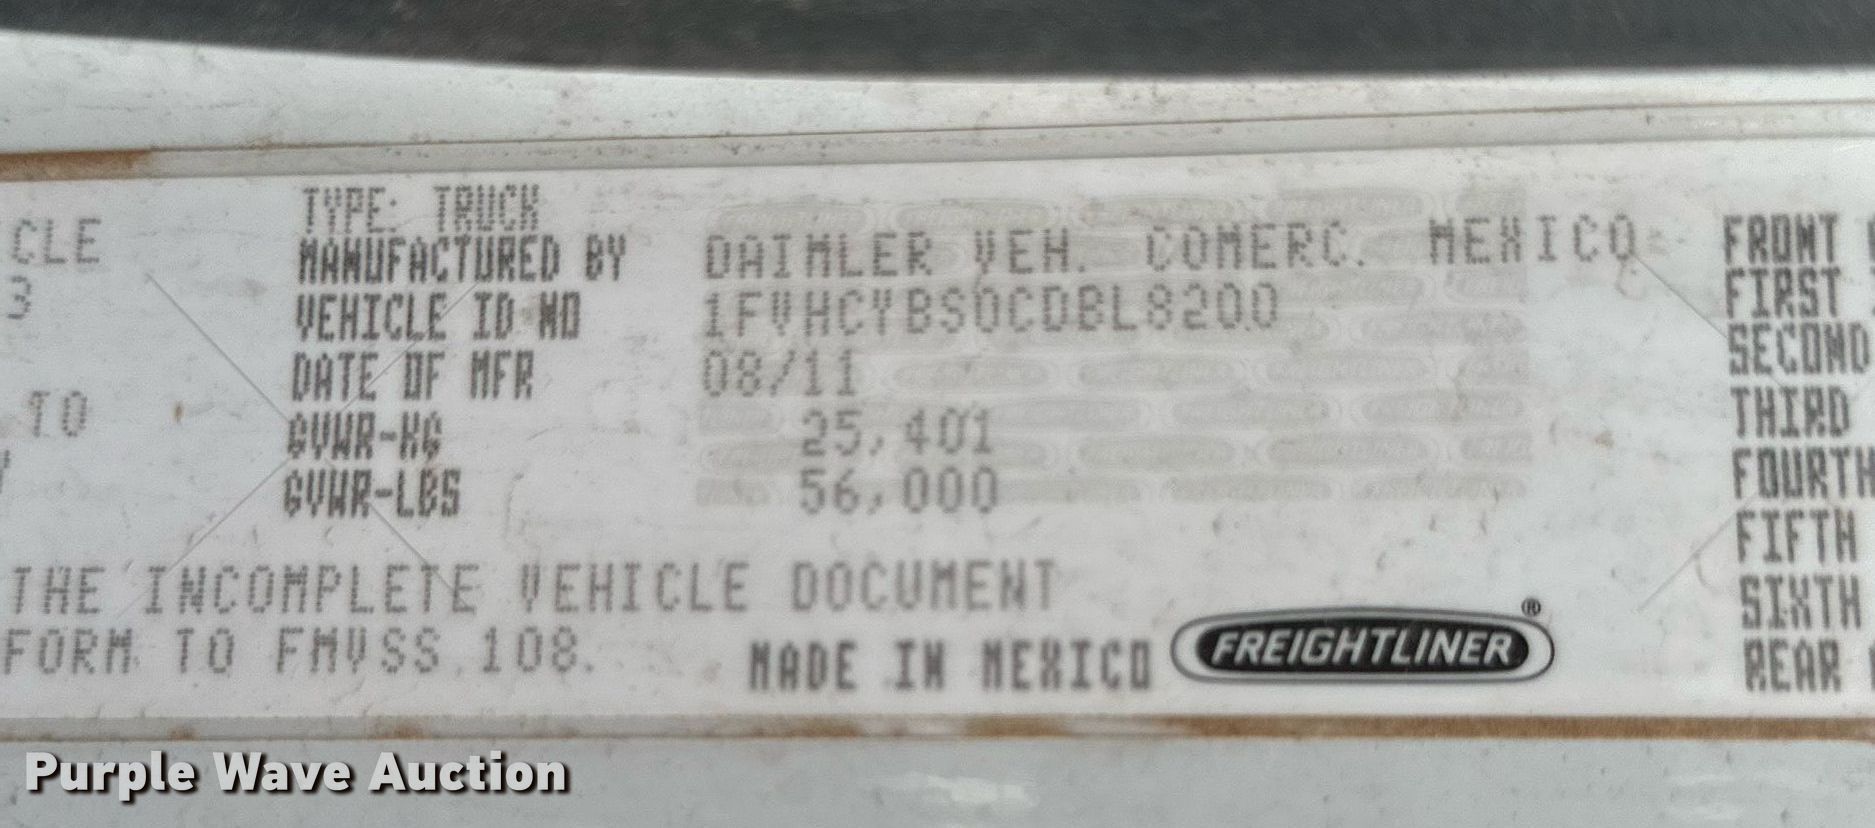 CLE
3
TO
TYPE: TRUCK
MANUFACTURED BY DAIMLER VEH. COMERC. MEXICO
VEHICLE ID NO 1FVHCYBS0CDBL8200
DATE OF MFR 08/11
GVWR-KG 25,401
GVWR-LBS 56,000
THE INCOMPLETE VEHICLE DOCUMENT
FORM TO FMVSS 108.
MADE IN MEXICO FREIGHTLINER®
FRONT
FIRST
SECOND
THIRD
FOURTH
FIFTH
SIXTH
REAR
Purple Wave Auction